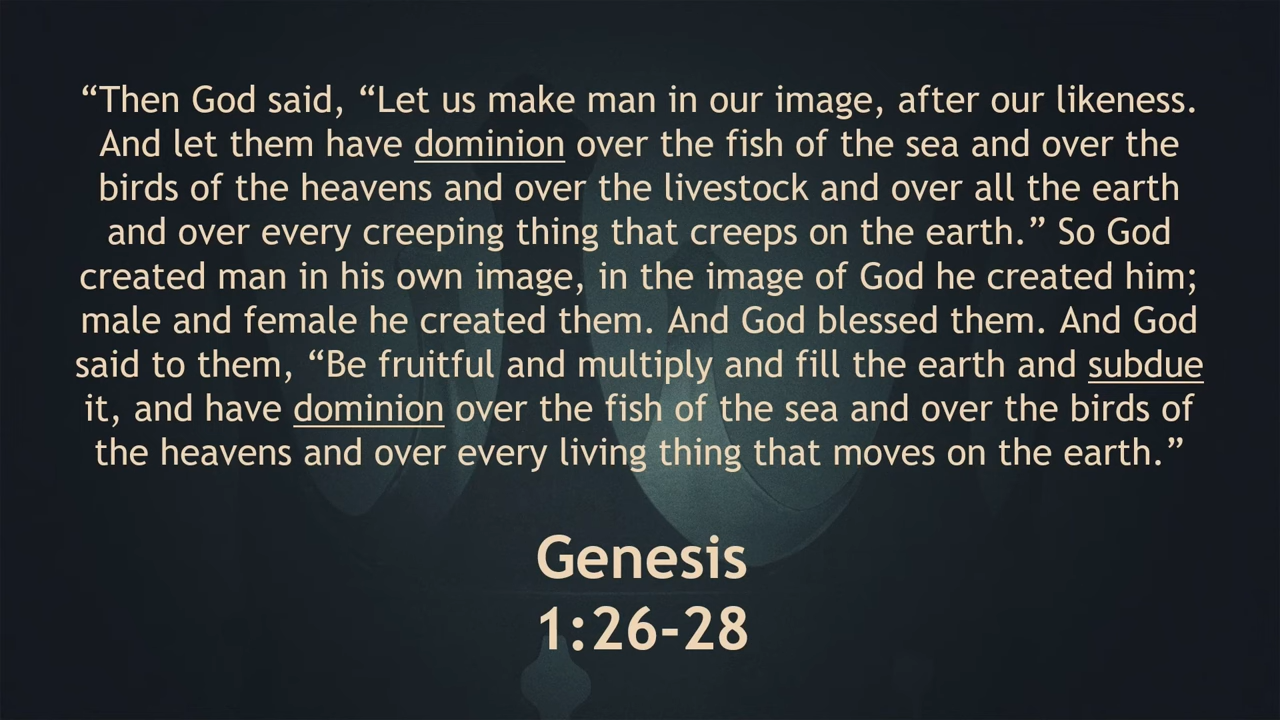 “Then God said, “Let us make man in our image, after our likeness.
And let them have dominion over the fish of the sea and over the
birds of the heavens and over the livestock and over all the earth
and over every creeping thing that creeps on the earth.” So God
created man in his own image, in the image of God he created him;
male and female he created them. And God blessed them. And God
said to them, “Be fruitful and multiply and fill the earth and subdue
it, and have dominion over the fish of the sea and over the birds of
the heavens and over every living thing that moves on the earth.”
Genesis
1:26-28